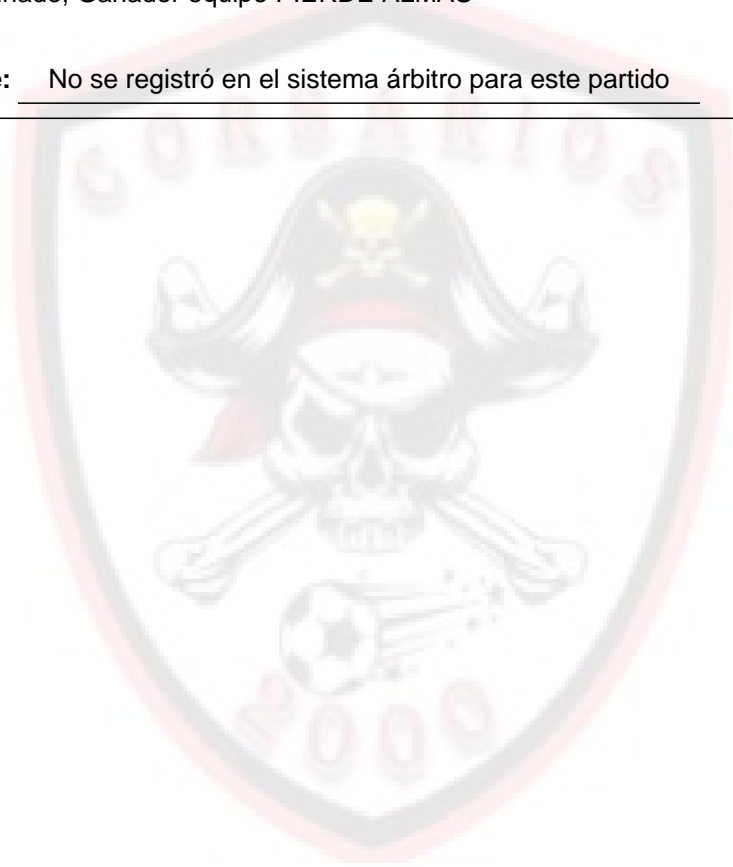 Ganador equipo PIERDE ALMAS
No se registró en el sistema árbitro para este partido
CORSARIOS
2000